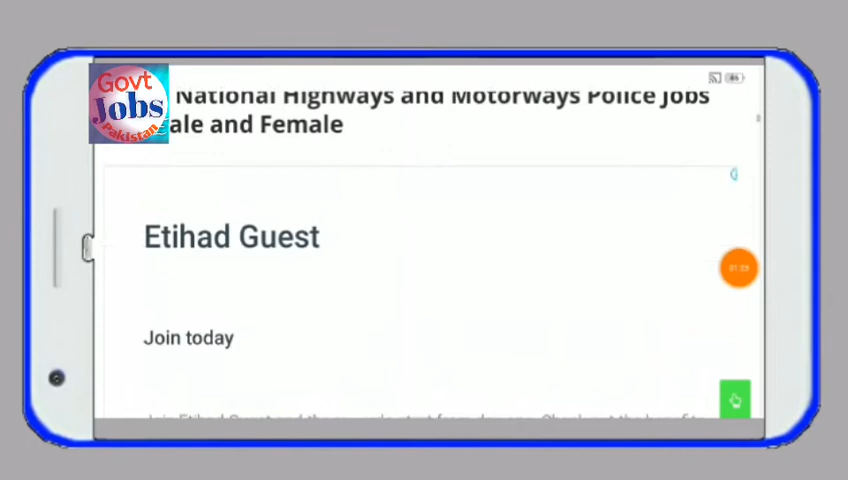 Govt
Jobs
Pakistan
National Highways and Motorways Police Jobs
ale and Female
Etihad Guest
Join today